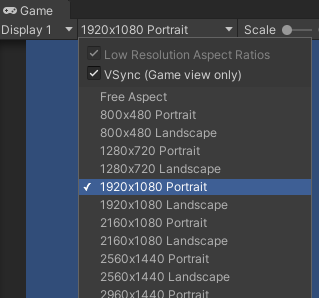 Game
Display 1 1920x1080 Portrait Scale
Low Resolution Aspect Ratios
VSync (Game view only)
Free Aspect
800x480 Portrait
800x480 Landscape
1280x720 Portrait
1280x720 Landscape
1920x1080 Portrait
1920x1080 Landscape
2160x1080 Portrait
2160x1080 Landscape
2560x1440 Portrait
2560x1440 Landscape
2960x1440 Portrait